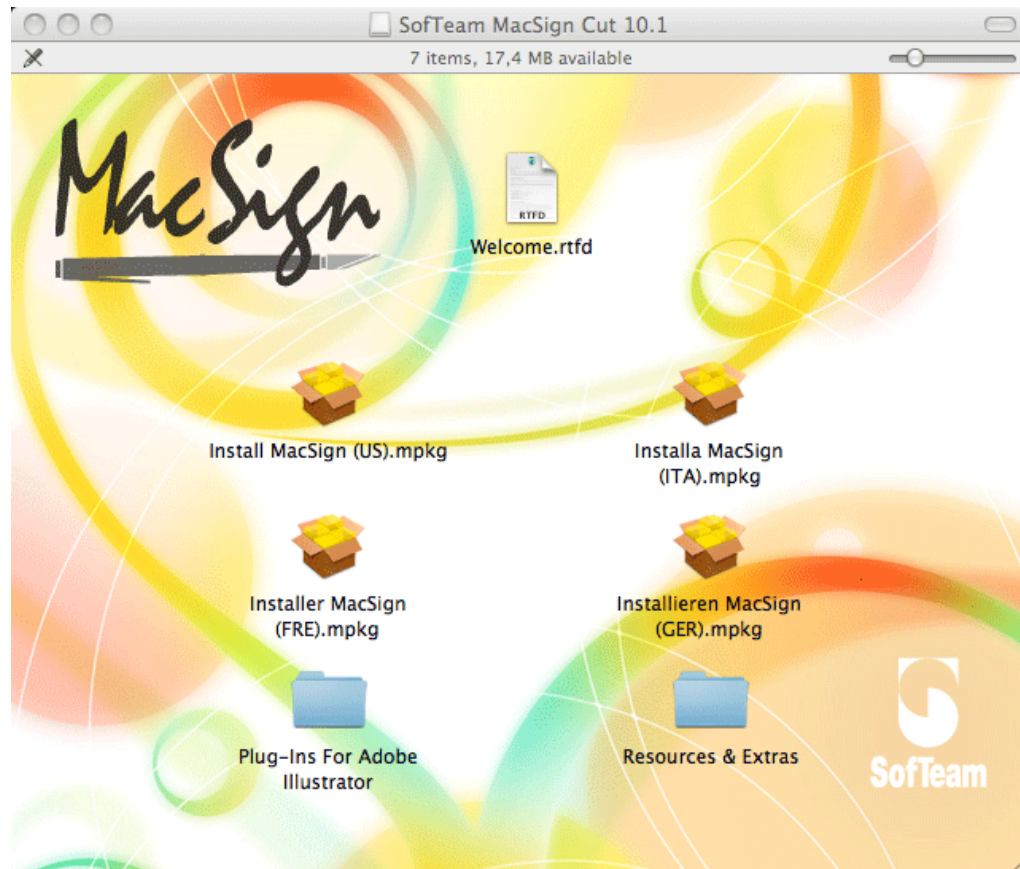 SofTeam MacSign Cut 10.1
7 items, 17,4 MB available
MacSign
RTFD
Welcome.rtfd
Install MacSign (US).mpkg
Installa MacSign
(ITA).mpkg
Installer MacSign
(FRE).mpkg
Installieren MacSign
(GER).mpkg
Plug-Ins For Adobe
Illustrator
Resources & Extras
SofTeam